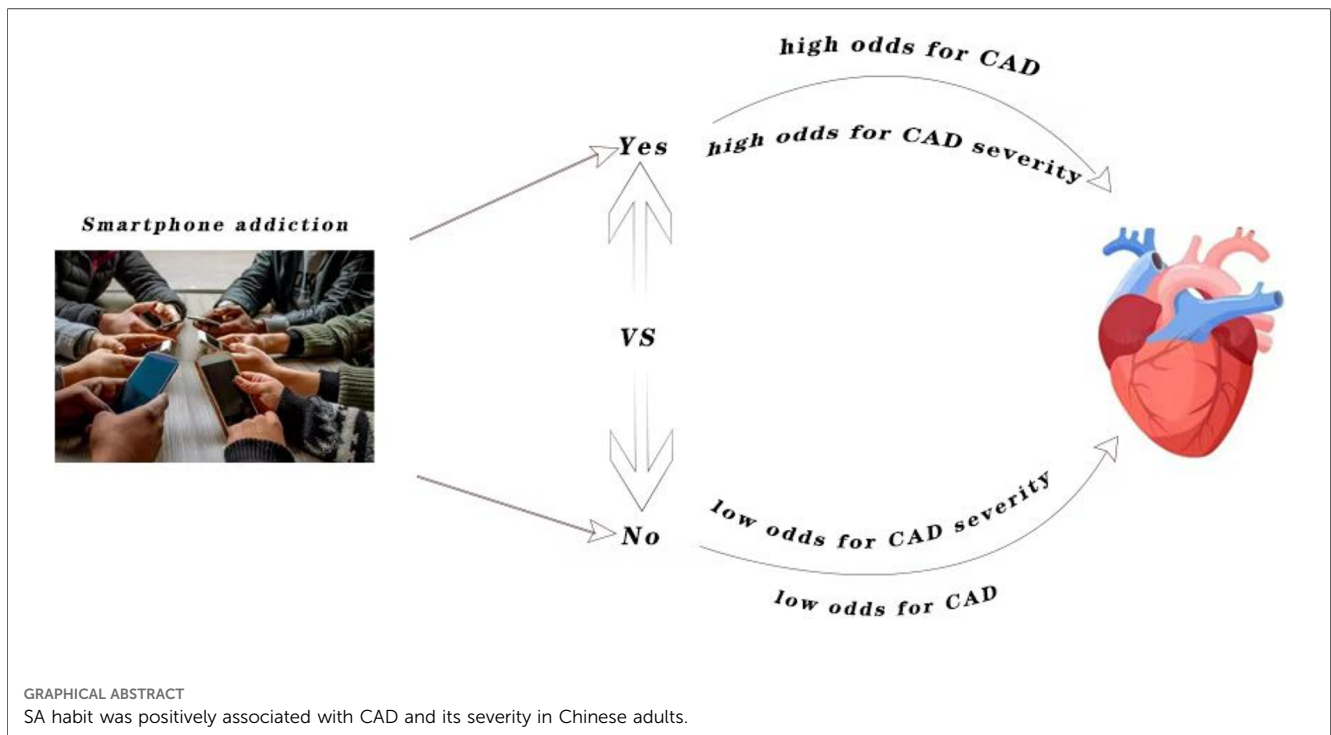 high odds for CAD
Yes
high odds for CAD severity
Smartphone addiction
VS
No
low odds for CAD severity
low odds for CAD
GRAPHICAL ABSTRACT
SA habit was positively associated with CAD and its severity in Chinese adults.